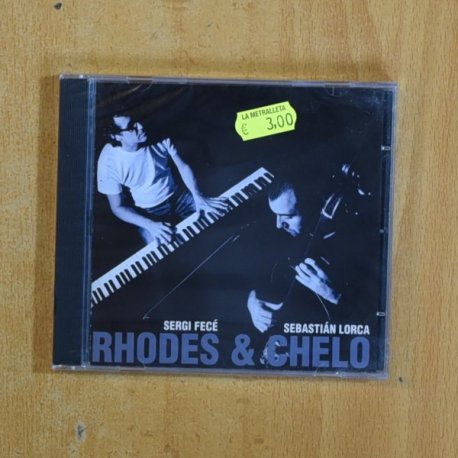 LA METRALLETA
€ 3,00
SERGI FECÉ SEBASTIÁN LORCA
RHODES & CHELO